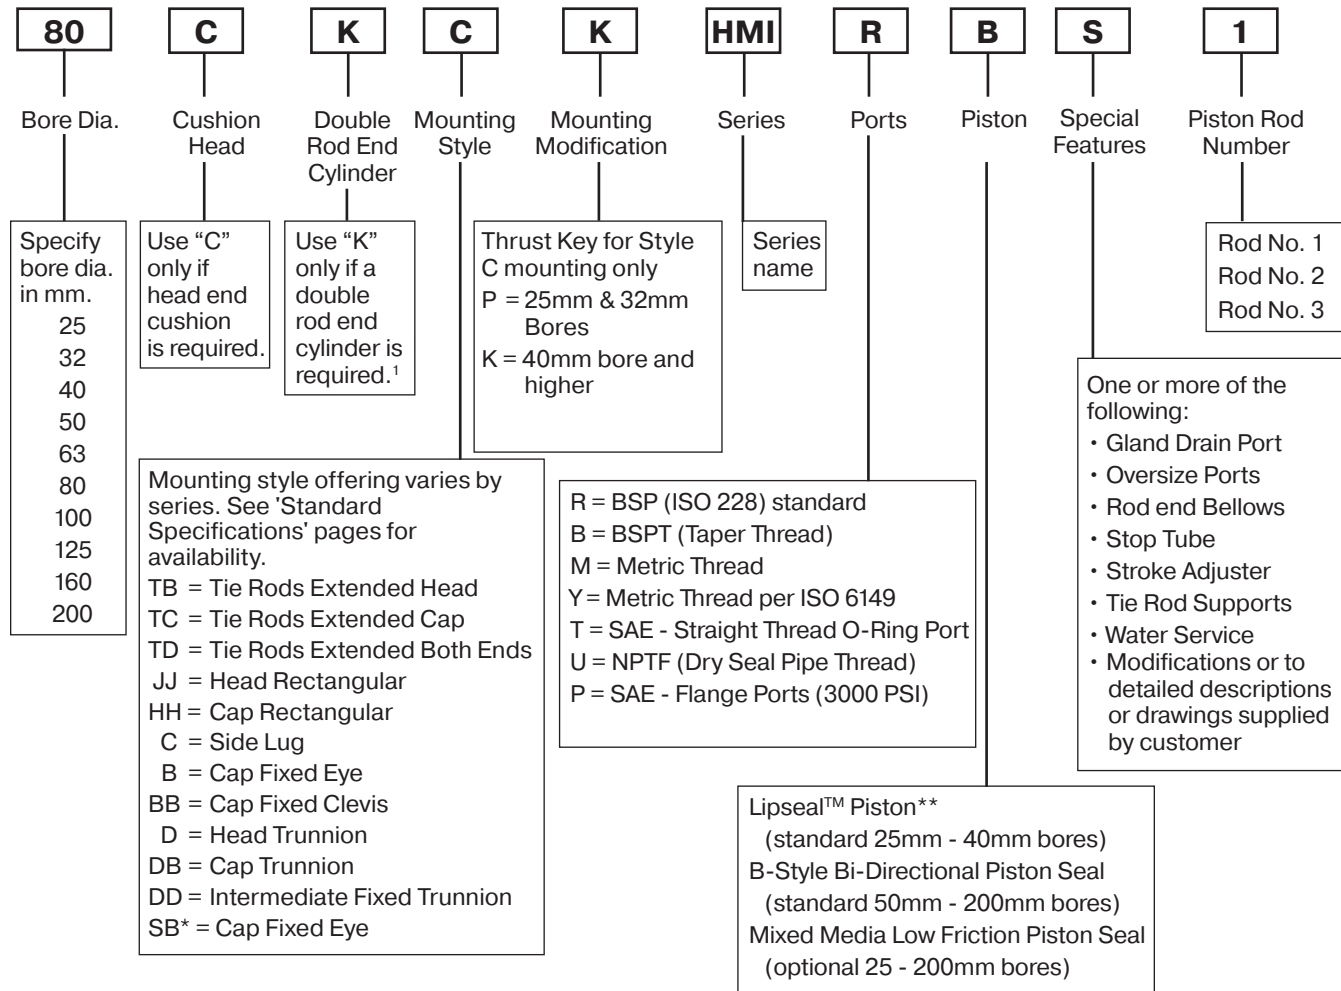 80 C K C K HMI R B S 1
Bore Dia.
Cushion
Head
Double
Rod End
Cylinder
Mounting
Style
Mounting
Modification
Series
Ports
Piston
Special
Features
Piston Rod
Number
Specify
bore dia.
in mm.
25
32
40
50
63
80
100
125
160
200
Use “C”
only if
head end
cushion
is required.
Use “K”
only if a
double
rod end
cylinder is
required.¹
Thrust Key for Style
C mounting only
P = 25mm & 32mm
Bores
K = 40mm bore and
higher
Series
name
Rod No. 1
Rod No. 2
Rod No. 3
Mounting style offering varies by
series. See 'Standard
Specifications' pages for
availability.
TB = Tie Rods Extended Head
TC = Tie Rods Extended Cap
TD = Tie Rods Extended Both Ends
JJ = Head Rectangular
HH = Cap Rectangular
C = Side Lug
B = Cap Fixed Eye
BB = Cap Fixed Clevis
D = Head Trunnion
DB = Cap Trunnion
DD = Intermediate Fixed Trunnion
SB* = Cap Fixed Eye
R = BSP (ISO 228) standard
B = BSPT (Taper Thread)
M = Metric Thread
Y = Metric Thread per ISO 6149
T = SAE - Straight Thread O-Ring Port
U = NPTF (Dry Seal Pipe Thread)
P = SAE - Flange Ports (3000 PSI)
One or more of the
following:
• Gland Drain Port
• Oversize Ports
• Rod end Bellows
• Stop Tube
• Stroke Adjuster
• Tie Rod Supports
• Water Service
• Modifications or to
detailed descriptions
or drawings supplied
by customer
Lipseal™ Piston**
(standard 25mm - 40mm bores)
B-Style Bi-Directional Piston Seal
(standard 50mm - 200mm bores)
Mixed Media Low Friction Piston Seal
(optional 25 - 200mm bores)